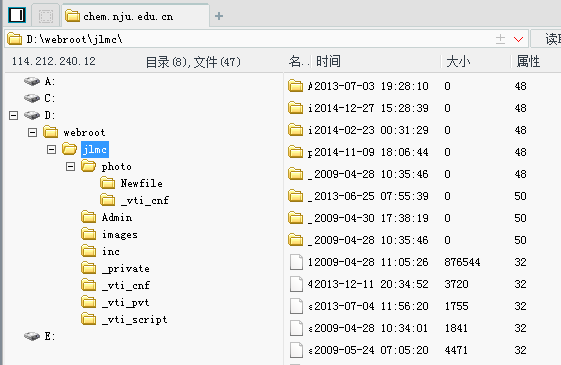 chem.nju.edu.cn
D:\webroot\jlmc\
读
114.212.240.12 目录(8),文件(47) 名.. 时间 大小 属性
A:
C:
D:
webroot
jlmc
photo
Newfile
_vti_cnf
Admin
images
inc
_private
_vti_cnf
_vti_pvt
_vti_script
E:
A 2013-07-03 19:28:10 0 48
i 2014-12-27 15:28:39 0 48
i 2014-02-23 00:31:29 0 48
p 2014-11-09 18:06:44 0 48
_ 2009-04-28 10:35:46 0 48
_ 2013-06-25 07:55:39 0 50
_ 2009-04-30 17:38:19 0 50
_ 2009-04-28 10:35:46 0 50
1 2009-04-28 11:05:26 876544 32
4 2013-12-11 20:34:52 3720 32
s 2013-07-04 11:56:20 1755 32
s 2009-04-28 10:34:01 1841 32
s 2009-05-24 07:05:20 4471 32